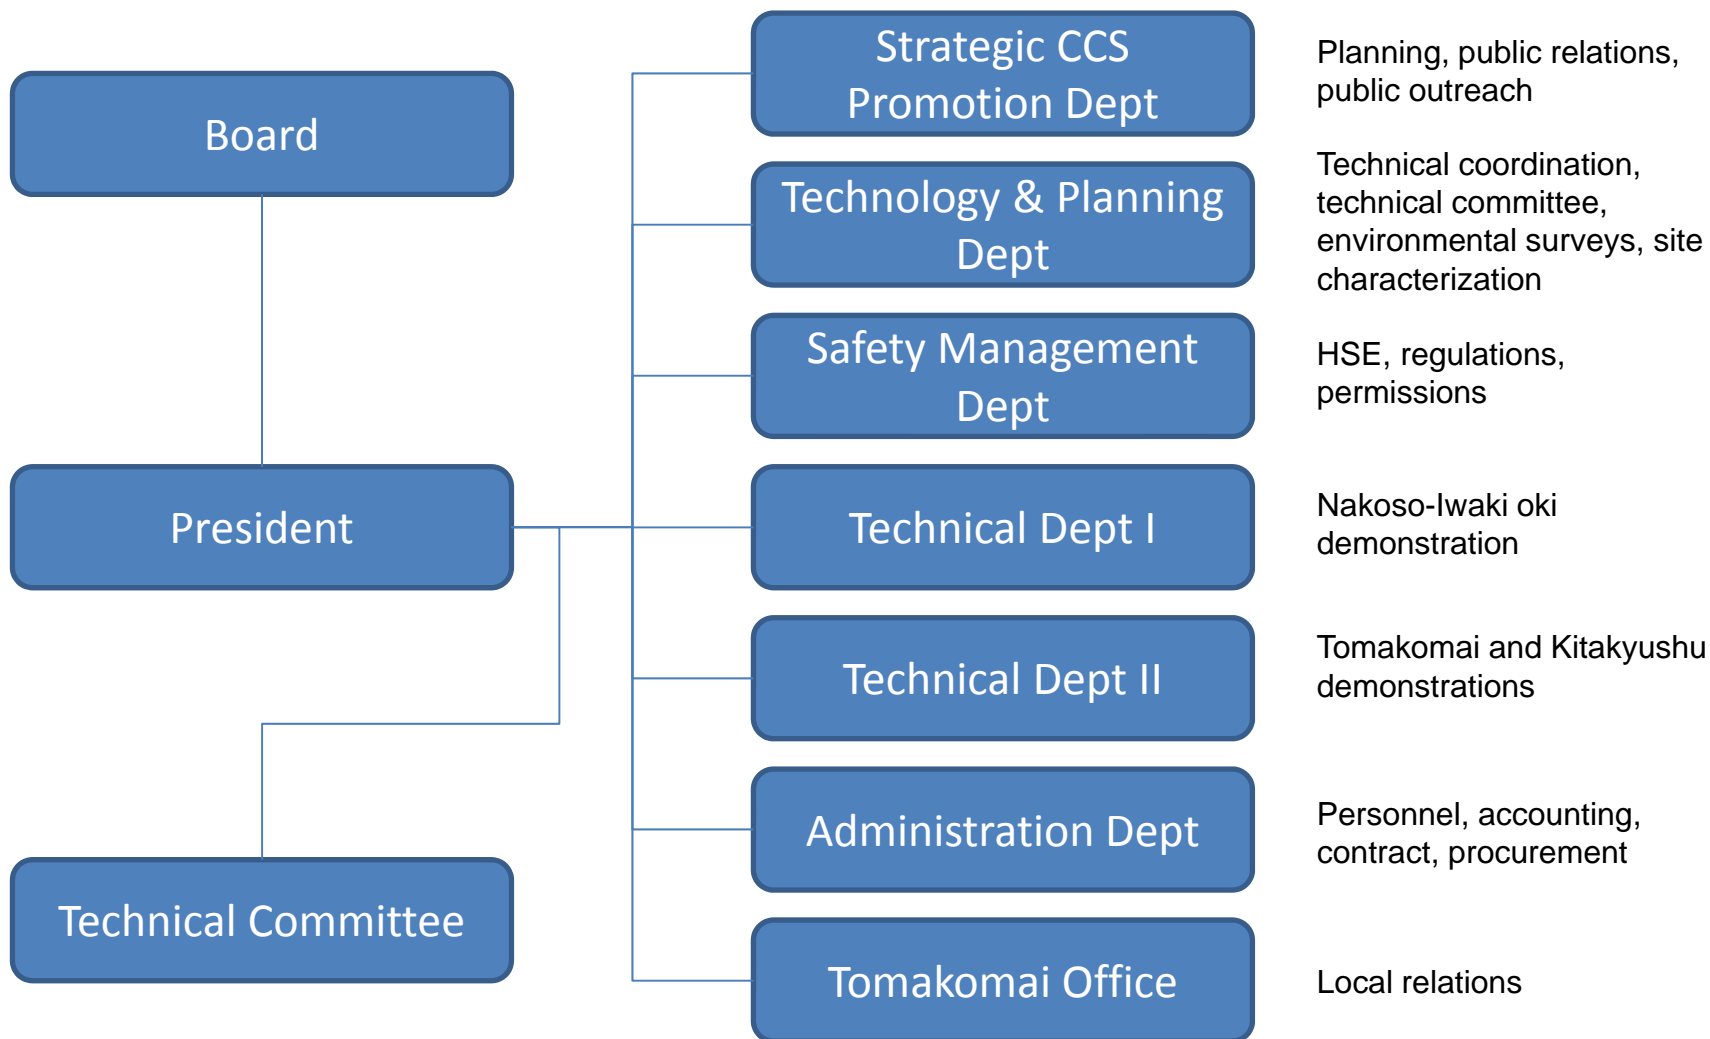 Board
President
Technical Committee
Strategic CCS
Promotion Dept
Planning, public relations,
public outreach
Technology & Planning
Dept
Technical coordination,
technical committee,
environmental surveys, site
characterization
Safety Management
Dept
HSE, regulations,
permissions
Technical Dept I
Nakoso-Iwaki oki
demonstration
Technical Dept II
Tomakomai and Kitakyushu
demonstrations
Administration Dept
Personnel, accounting,
contract, procurement
Tomakomai Office
Local relations